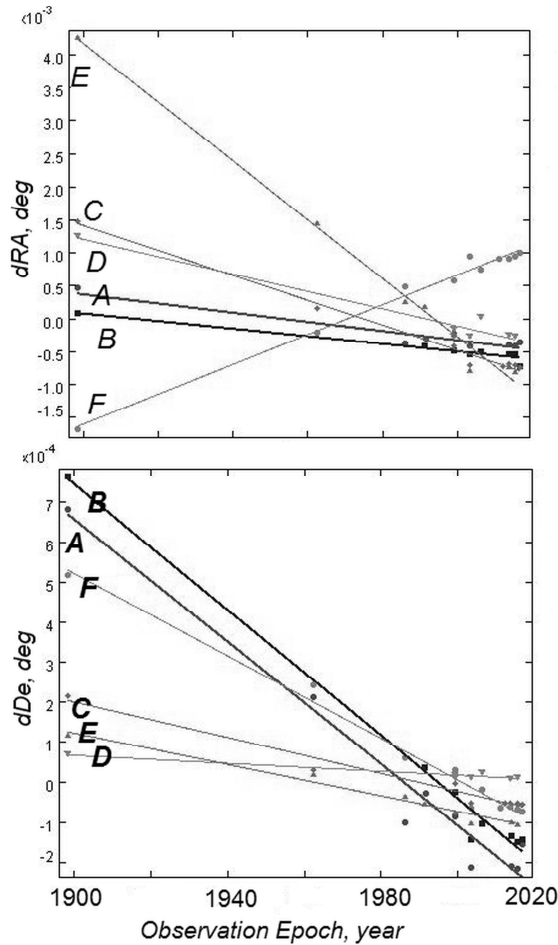 x10⁻³
4.0
3.5
3.0
2.5
2.0
1.5
1.0
0.5
0.0
-0.5
-1.0
-1.5
dRA, deg
E
C
D
A
B
F
x10⁻⁴
7
6
5
4
3
2
1
0
-1
-2
dDe, deg
B
A
F
C
E
D
1900 1940 1980 2020
Observation Epoch, year